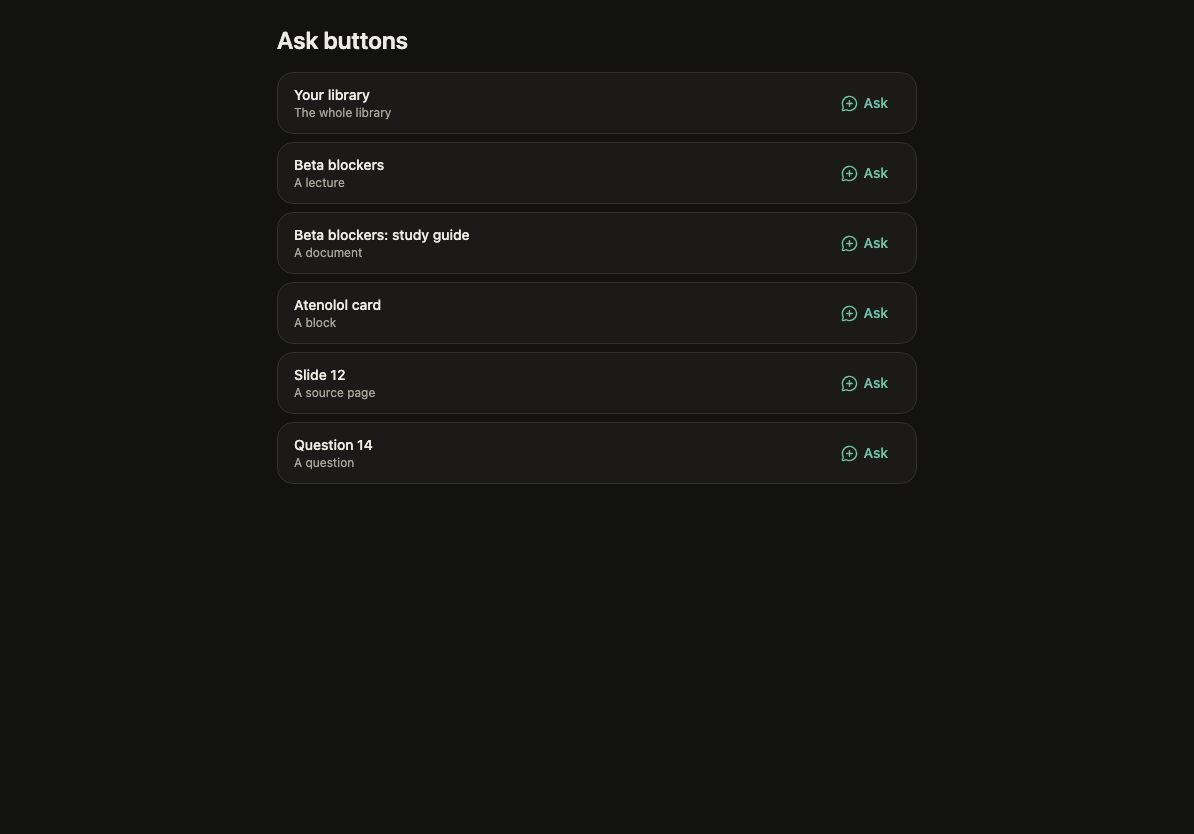 Ask buttons
Your library
The whole library
Ask
Beta blockers
A lecture
Ask
Beta blockers: study guide
A document
Ask
Atenolol card
A block
Ask
Slide 12
A source page
Ask
Question 14
A question
Ask